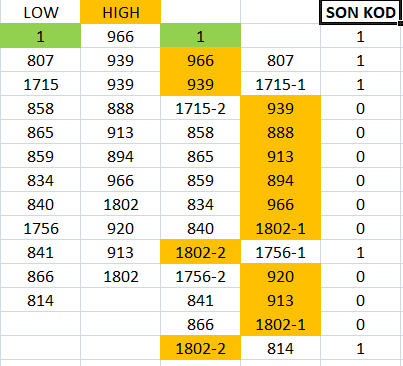 LOW HIGH SON KOD
1 966 1 1
807 939 966 807 1
1715 939 939 1715-1 1
858 888 1715-2 939 0
865 913 858 888 0
859 894 865 913 0
834 966 859 894 0
840 1802 834 966 0
1756 920 840 1802-1 0
841 913 1802-2 1756-1 1
866 1802 1756-2 920 0
814 841 913 0
866 1802-1 0
1802-2 814 1